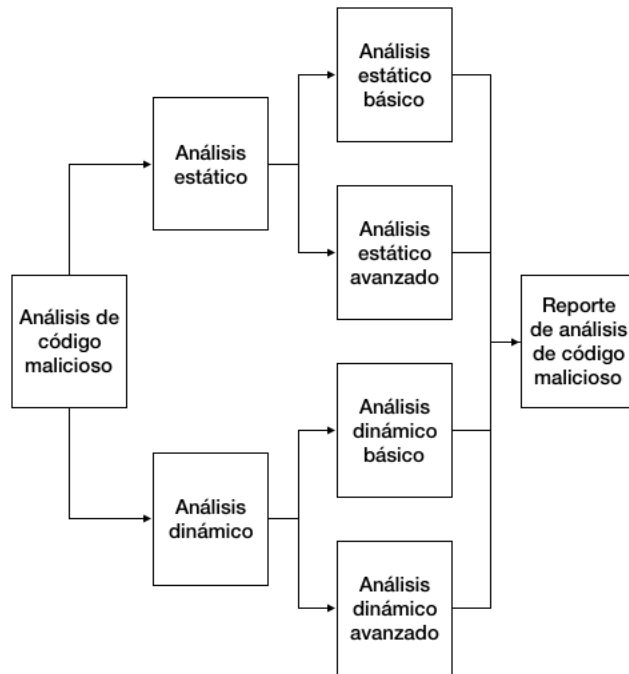 Análisis
estático
básico
Análisis
estático
Análisis
estático
avanzado
Análisis de
código
malicioso
Reporte
de análisis
de código
malicioso
Análisis
dinámico
básico
Análisis
dinámico
Análisis
dinámico
avanzado